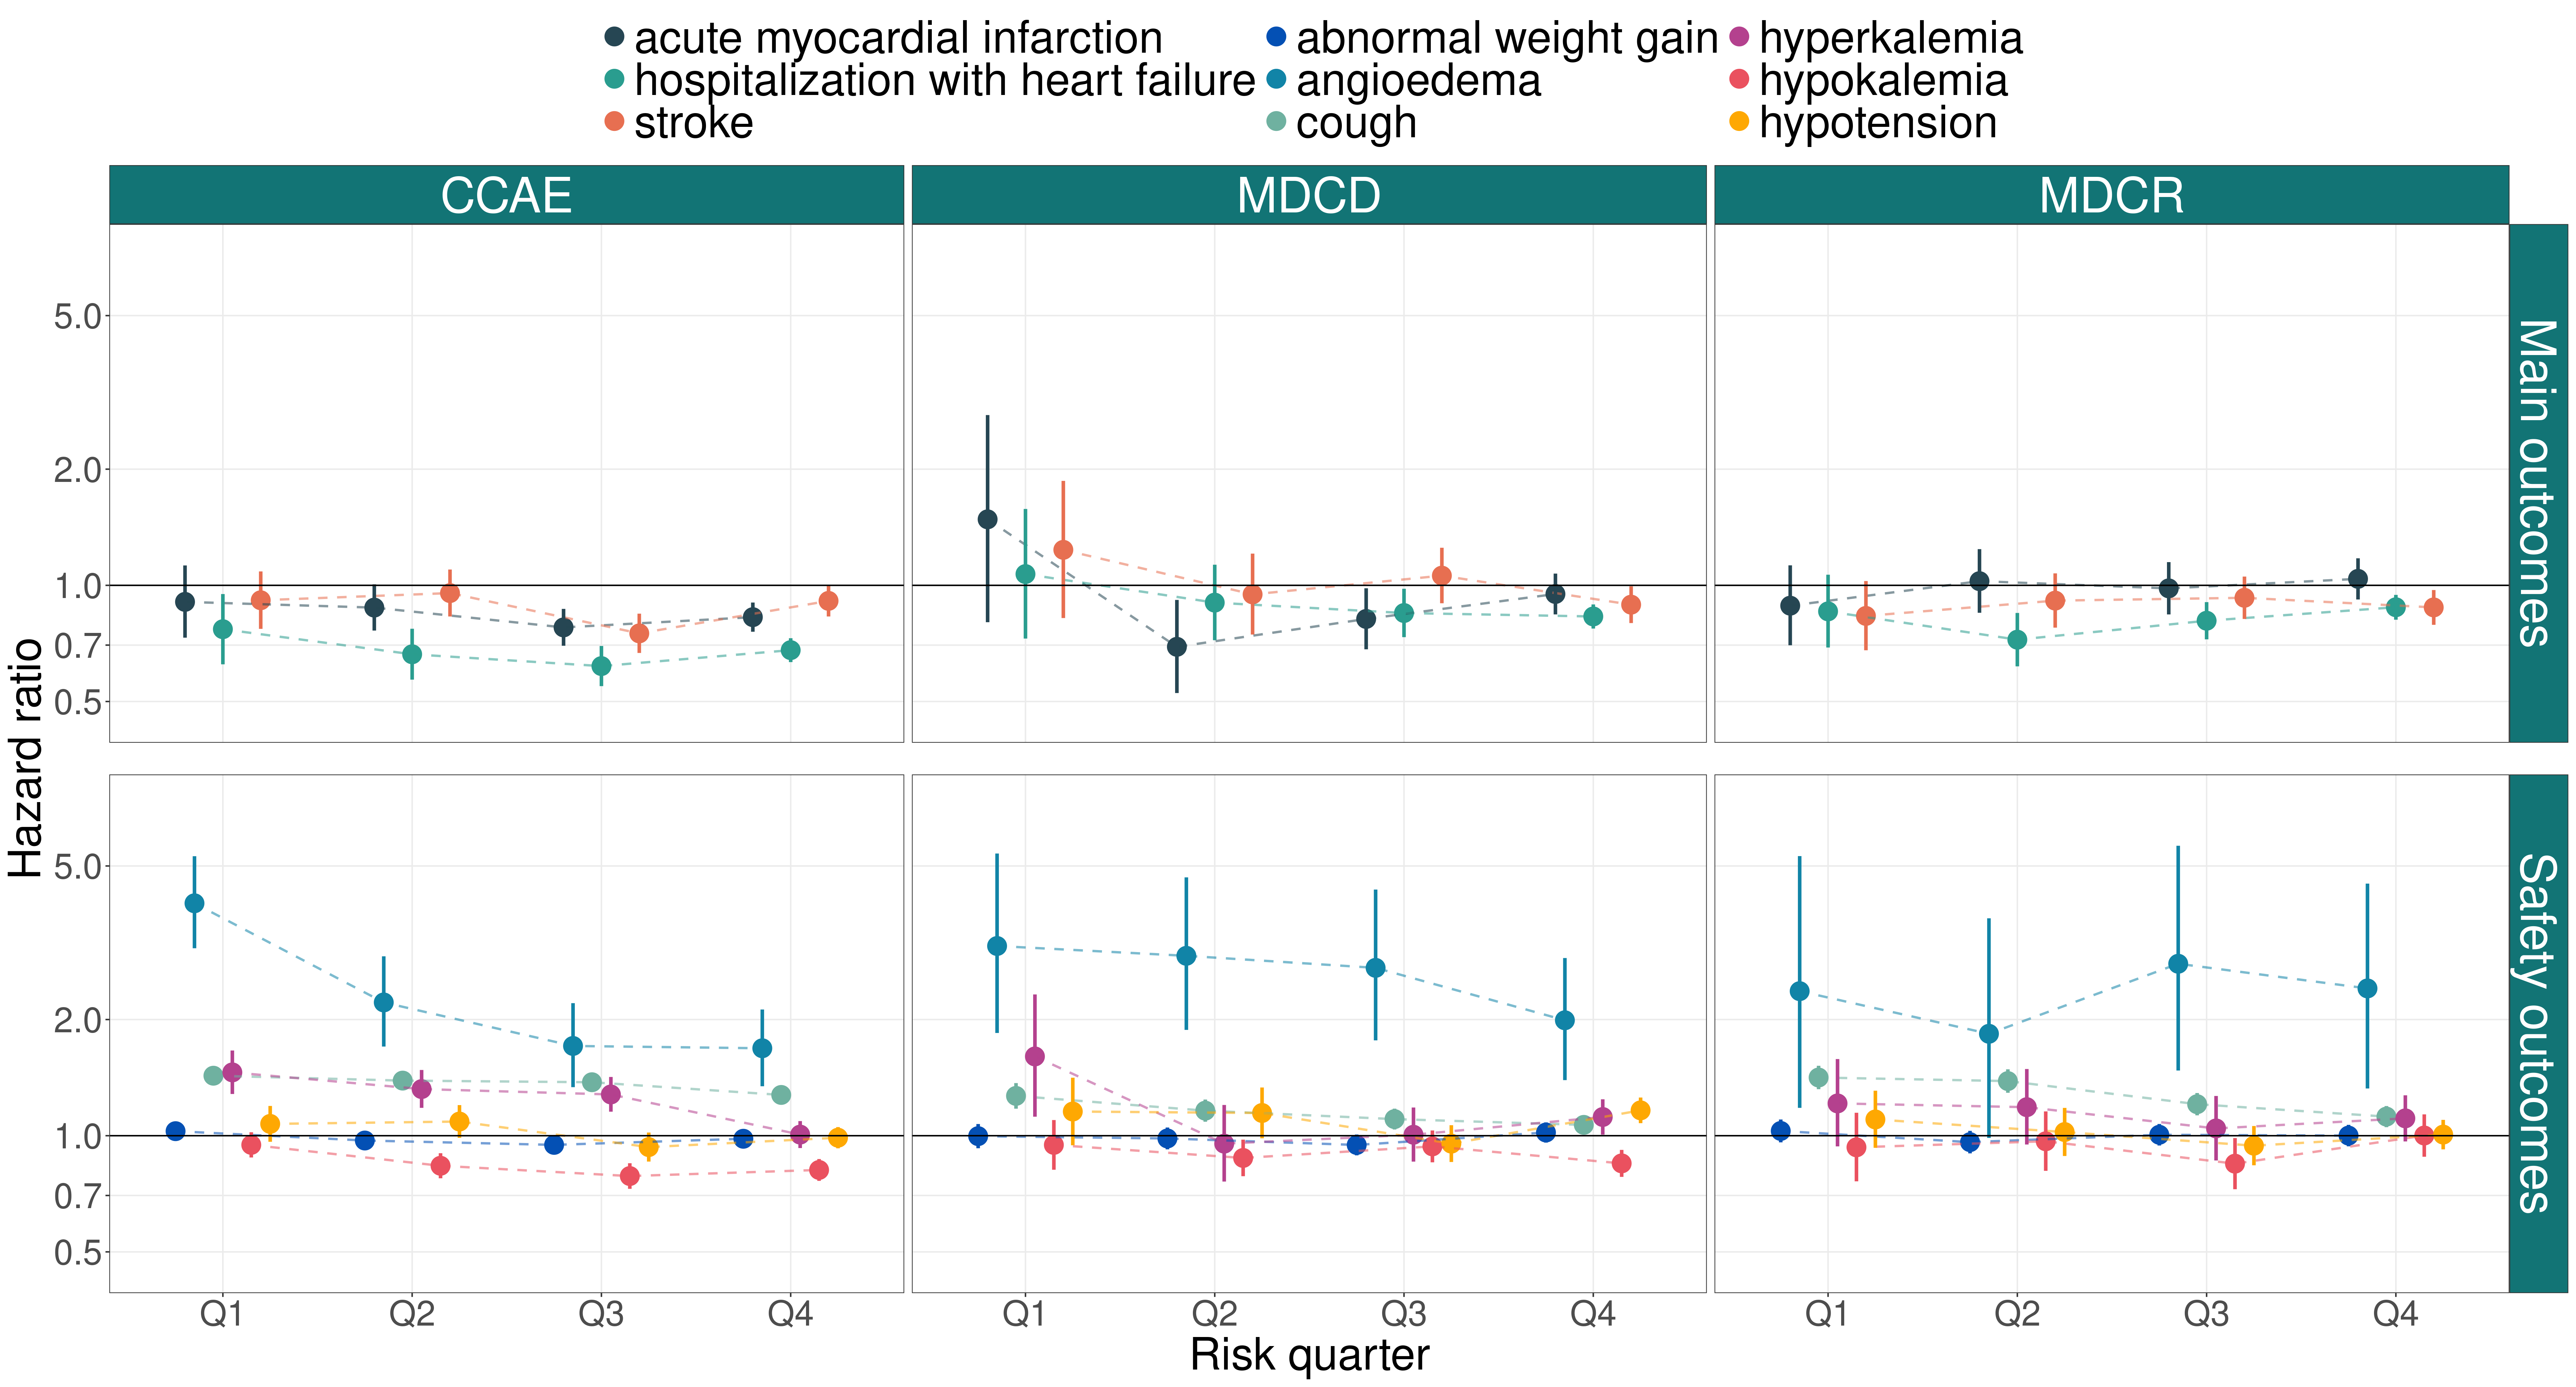 acute myocardial infarction
hospitalization with heart failure
stroke
abnormal weight gain
angioedema
cough
hyperkalemia
hypokalemia
hypotension
CCAE
MDCD
MDCR
Main outcomes
5.0
2.0
1.0
0.7
0.5
Hazard ratio
Safety outcomes
5.0
2.0
1.0
0.7
0.5
Q1 Q2 Q3 Q4
Q1 Q2 Q3 Q4
Q1 Q2 Q3 Q4
Risk quarter